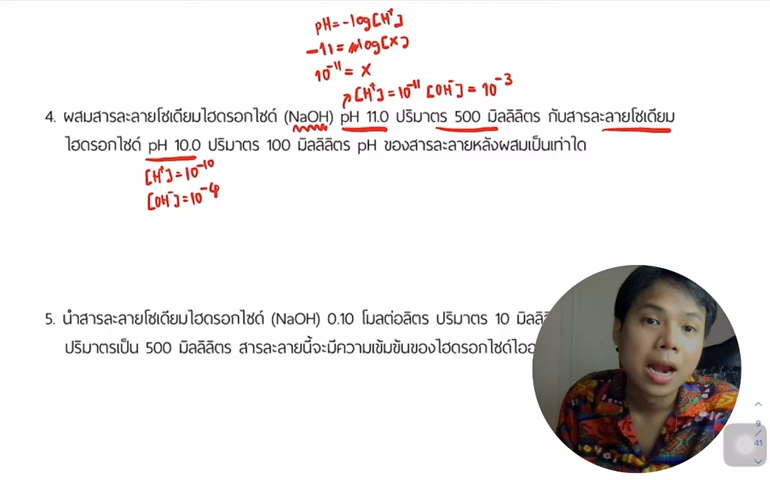 pH = -log[H⁺]
-11 = log[x]
10⁻¹¹ = x
[H⁺] = 10⁻¹¹ [OH⁻] = 10⁻³
4. ผสมสารละลายโซเดียมไฮดรอกไซด์ (NaOH) pH 11.0 ปริมาตร 500 มิลลิลิตร กับสารละลายโซเดียม
ไฮดรอกไซด์ pH 10.0 ปริมาตร 100 มิลลิลิตร pH ของสารละลายหลังผสมเป็นเท่าใด
[H⁺] = 10⁻¹⁰
[OH⁻] = 10⁻⁴
5. นำสารละลายโซเดียมไฮดรอกไซด์ (NaOH) 0.10 โมลต่อลิตร ปริมาตร 10
ปริมาตรเป็น 500 มิลลิลิตร สารละลายนี้จะมีความเข้มข้นของไฮดรอกไซด์
9
/
41